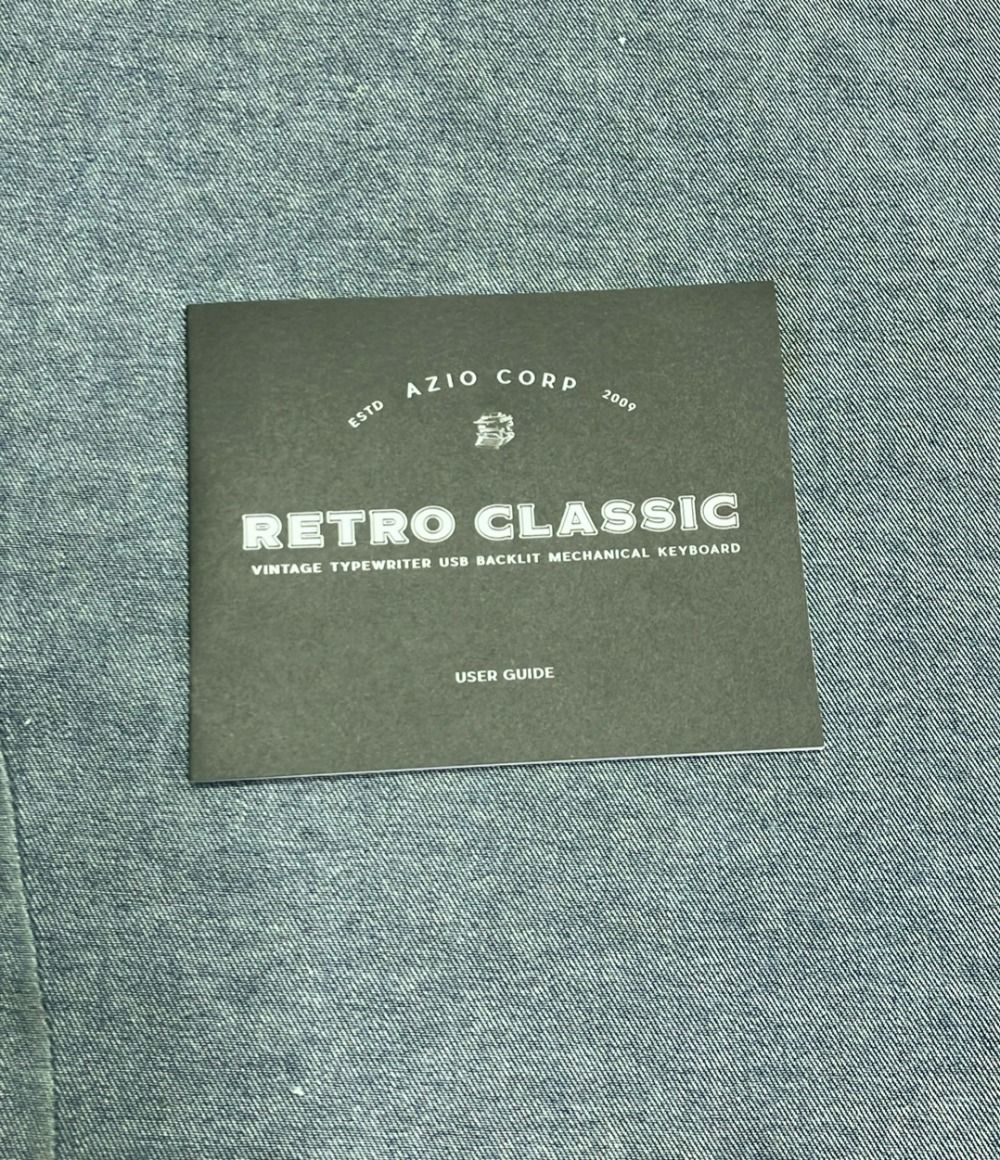 ESTD AZIO CORP 2009
RETRO CLASSIC
VINTAGE TYPEWRITER USB BACKLIT MECHANICAL KEYBOARD
USER GUIDE